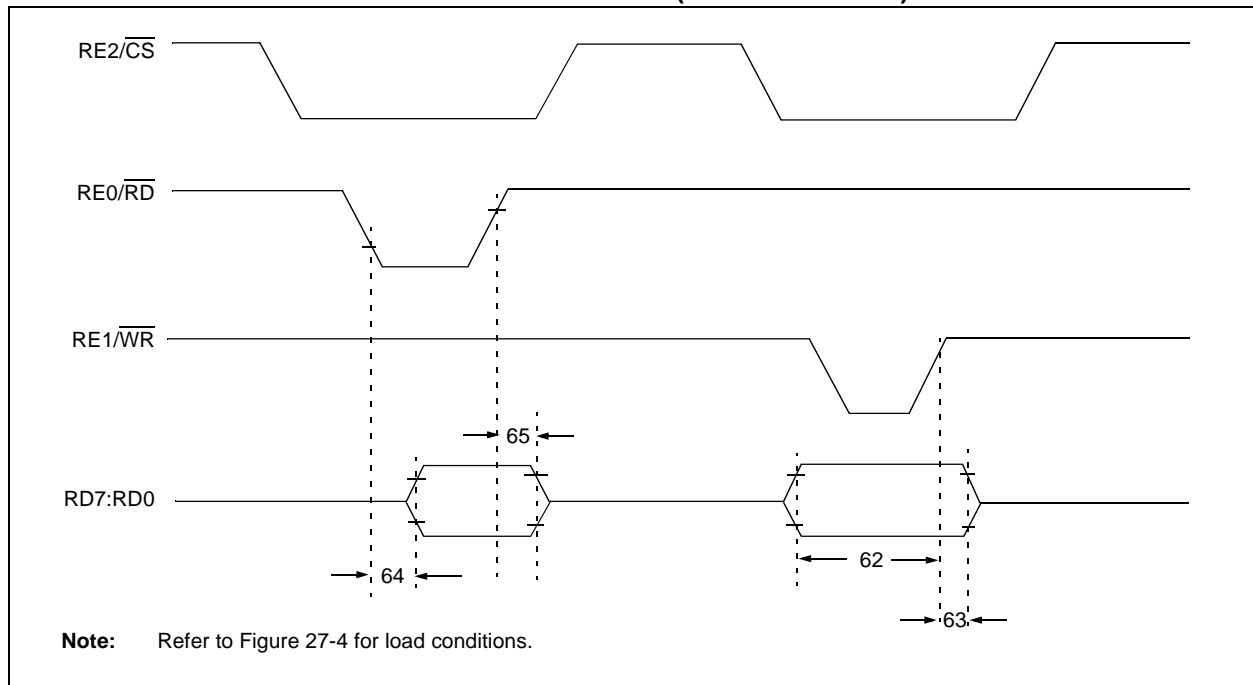 RE2/CS
RE0/RD
RE1/WR
65
RD7:RD0
64
62
63
Note: Refer to Figure 27-4 for load conditions.